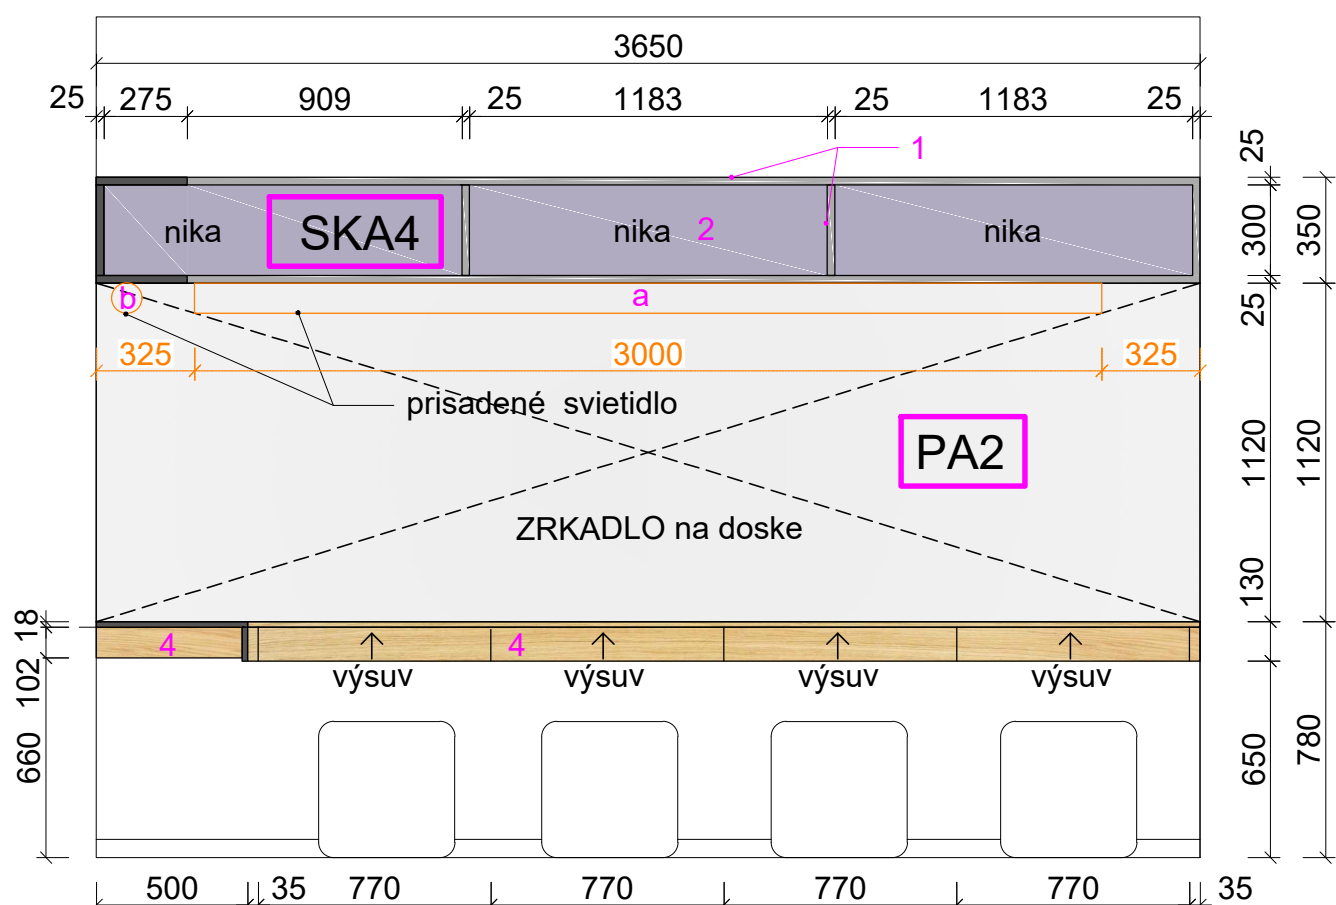 3650
25 275 909 25 1183 25 1183 25
1
25
nika SKA4 nika 2 nika
300 350
b a
25
325 3000 325
prisadené svietidlo
PA2
1120 1120
ZRKADLO na doske
130
18
4 4
102
výsuv výsuv výsuv výsuv
660 650 780
500 35 770 770 770 770 35